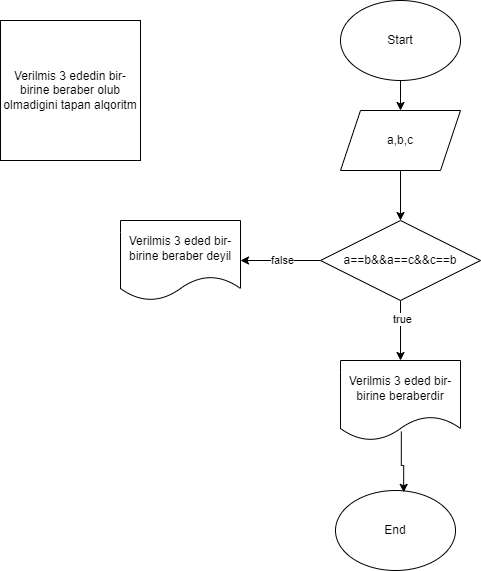 Verilmis 3 ededin bir-
birine beraber olub
olmadigini tapan alqoritm
Start
a,b,c
a==b&&a==c&&c==b
false
Verilmis 3 eded bir-
birine beraber deyil
true
Verilmis 3 eded bir-
birine beraberdir
End